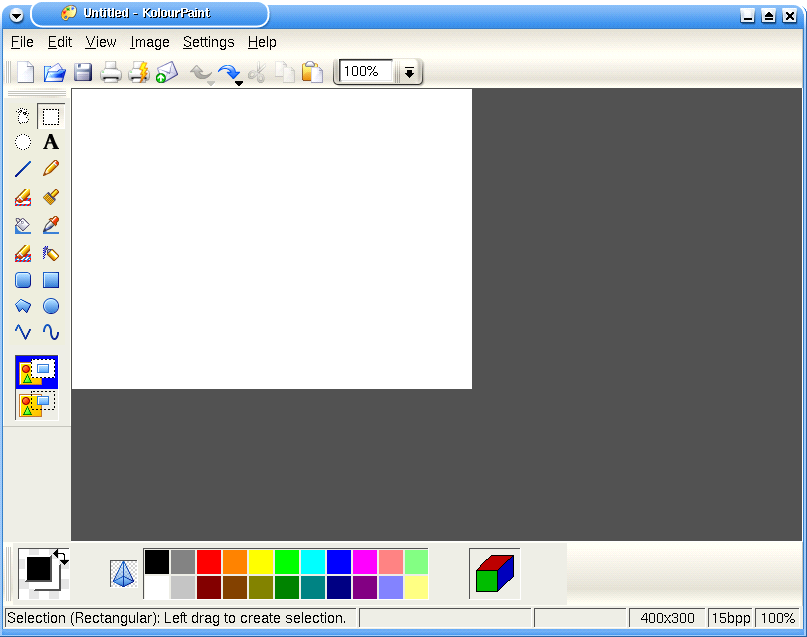 Untitled - KolourPaint
File Edit View Image Settings Help
100%
A
Selection (Rectangular): Left drag to create selection. 400x300 15bpp 100%